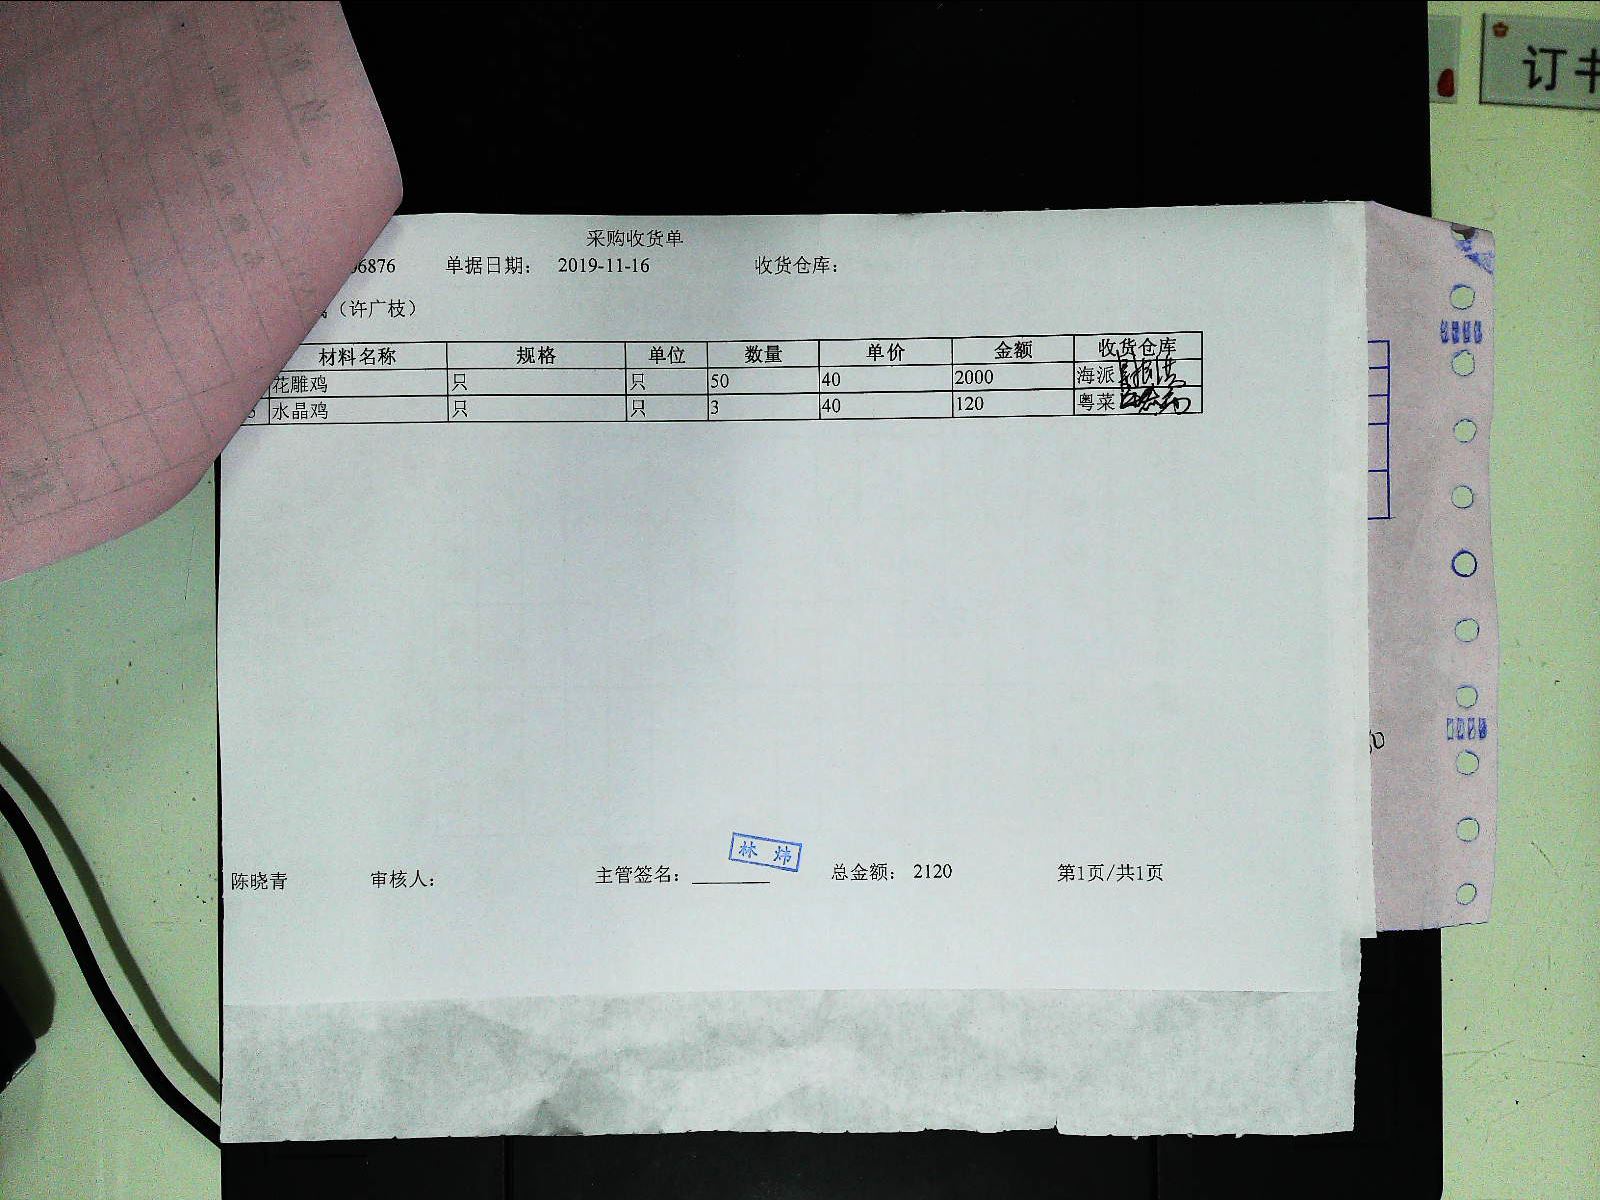 订书
采购收货单
6876 单据日期： 2019-11-16 收货仓库：
（许广枝）
材料名称 规格 单位 数量 单价 金额 收货仓库
花雕鸡 只 只 50 40 2000 海派
水晶鸡 只 只 3 40 120 粤菜
林炜
陈晓青 审核人： 主管签名： 总金额： 2120 第1页/共1页